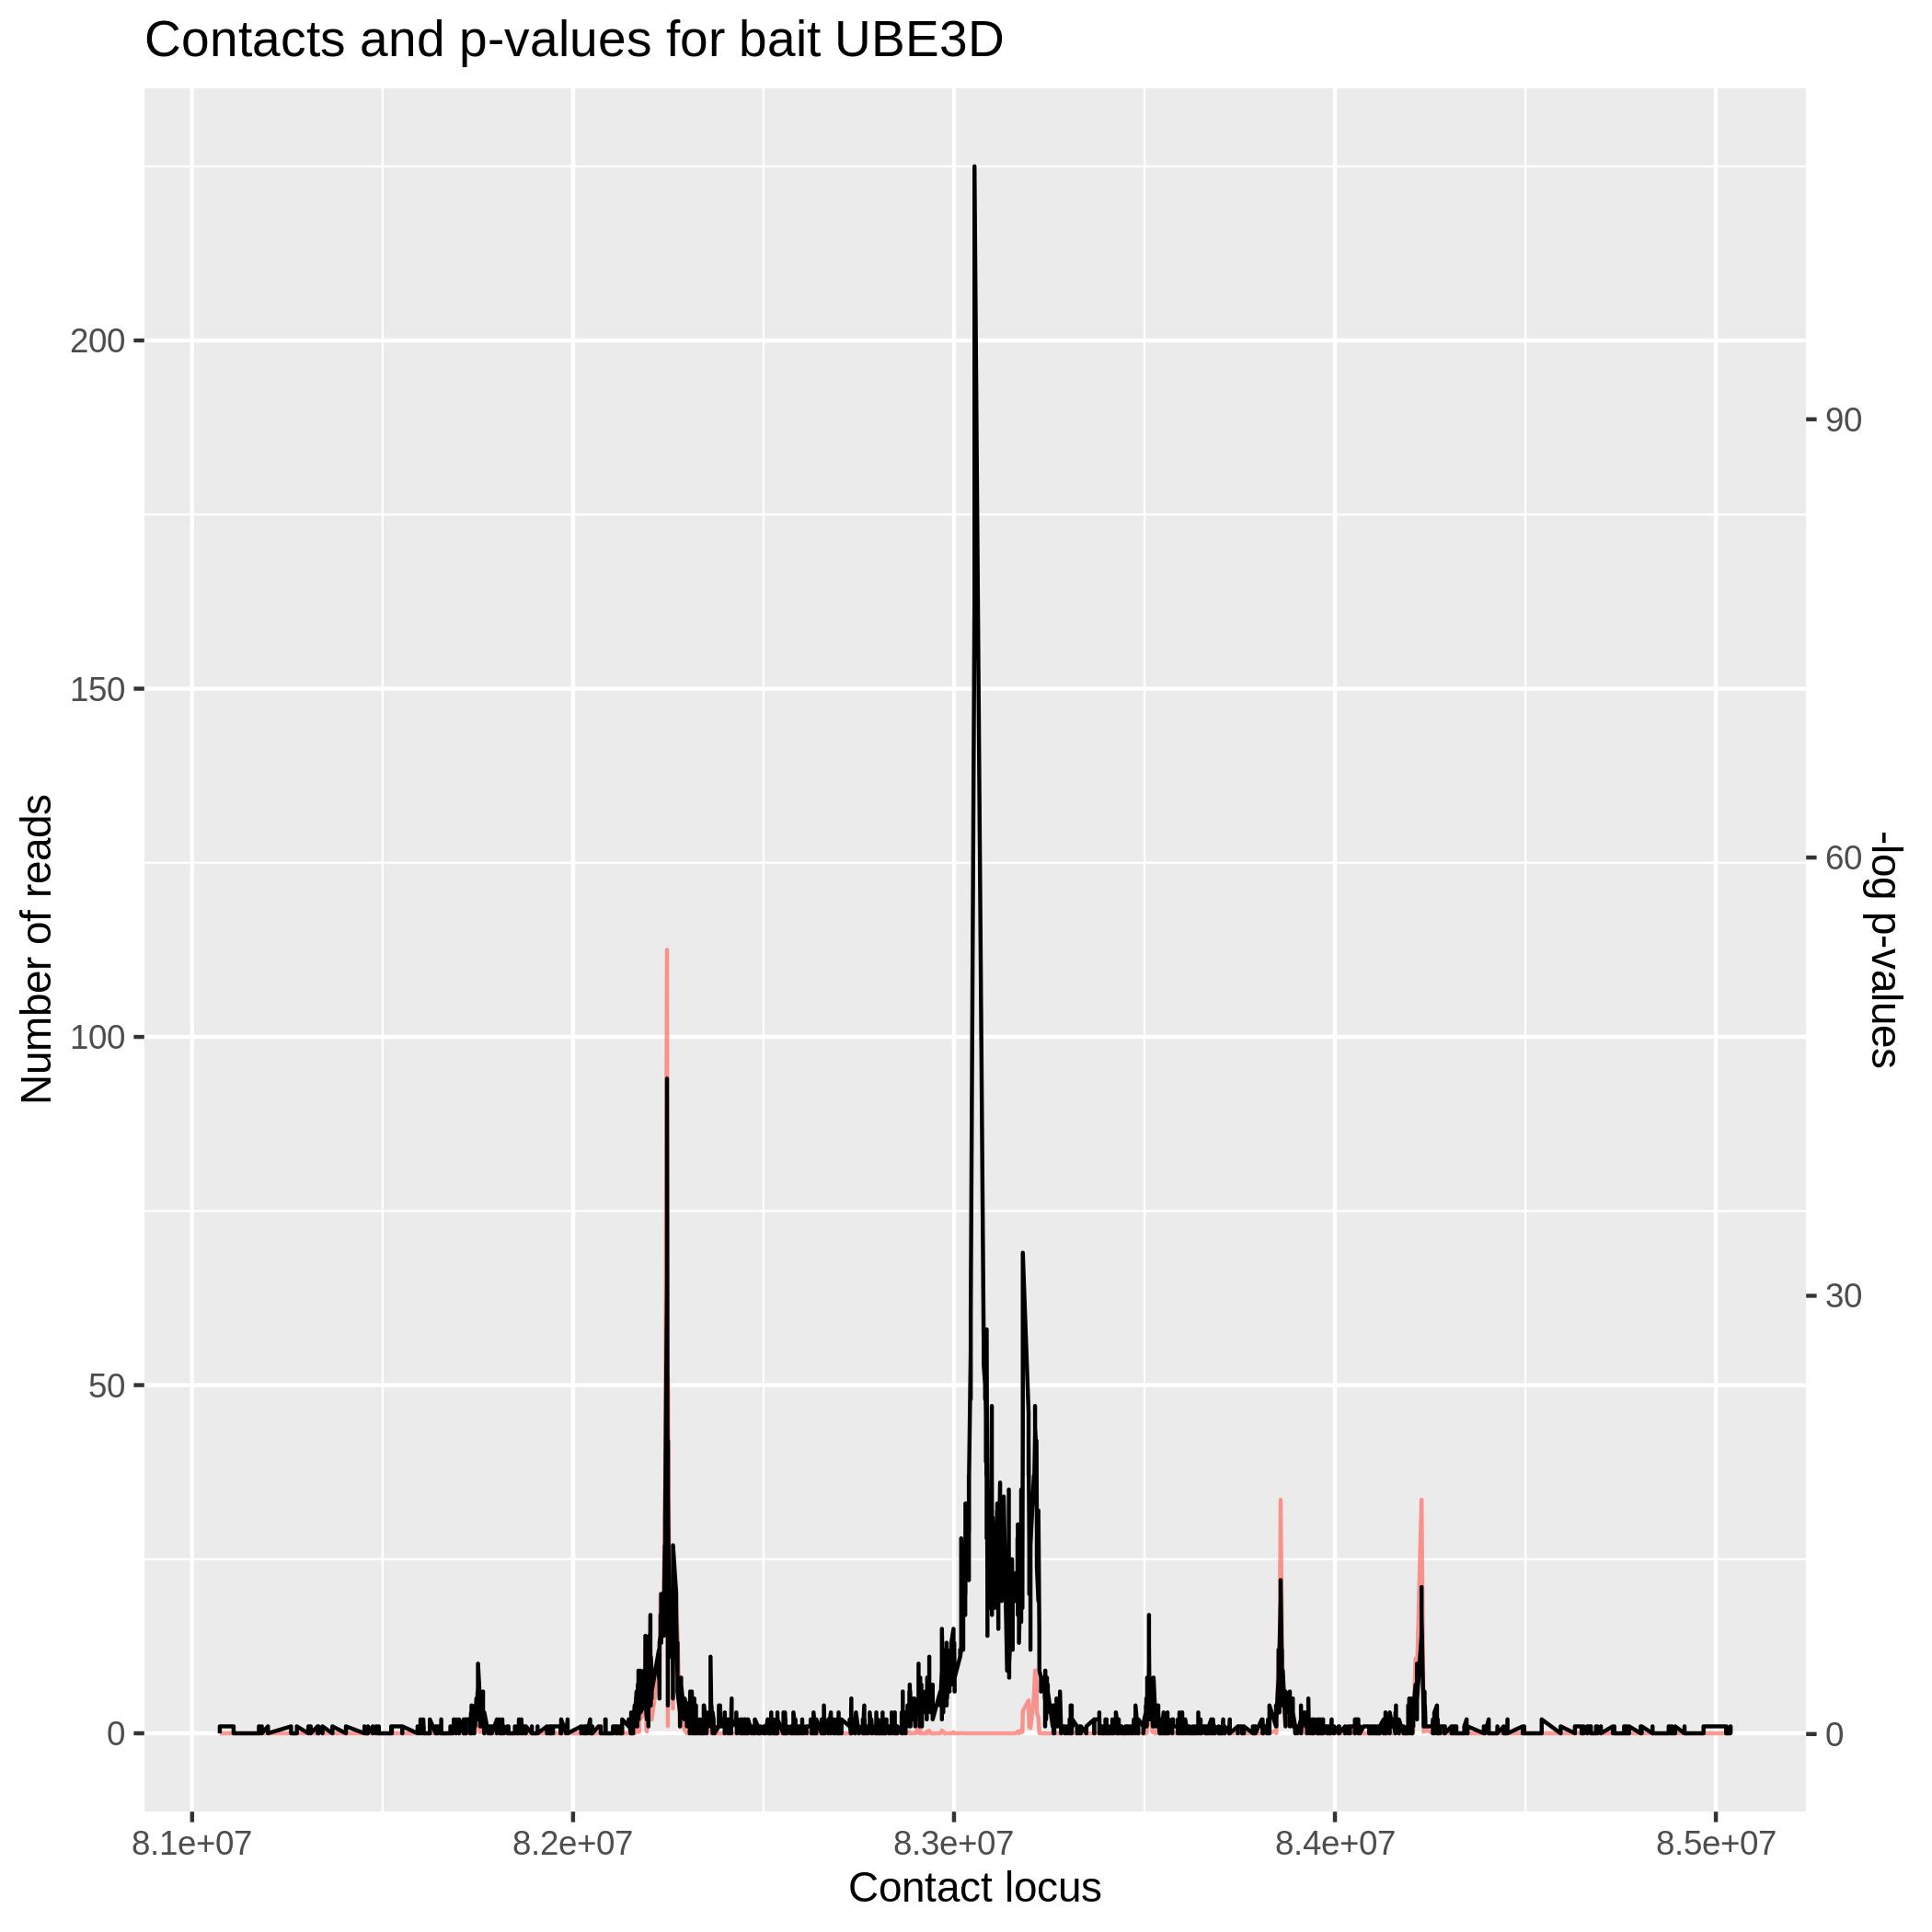 Contacts and p-values for bait UBE3D
Number of reads
200
150
100
50
0
90
60
30
0
-log p-values
8.1e+07 8.2e+07 8.3e+07 8.4e+07 8.5e+07
Contact locus